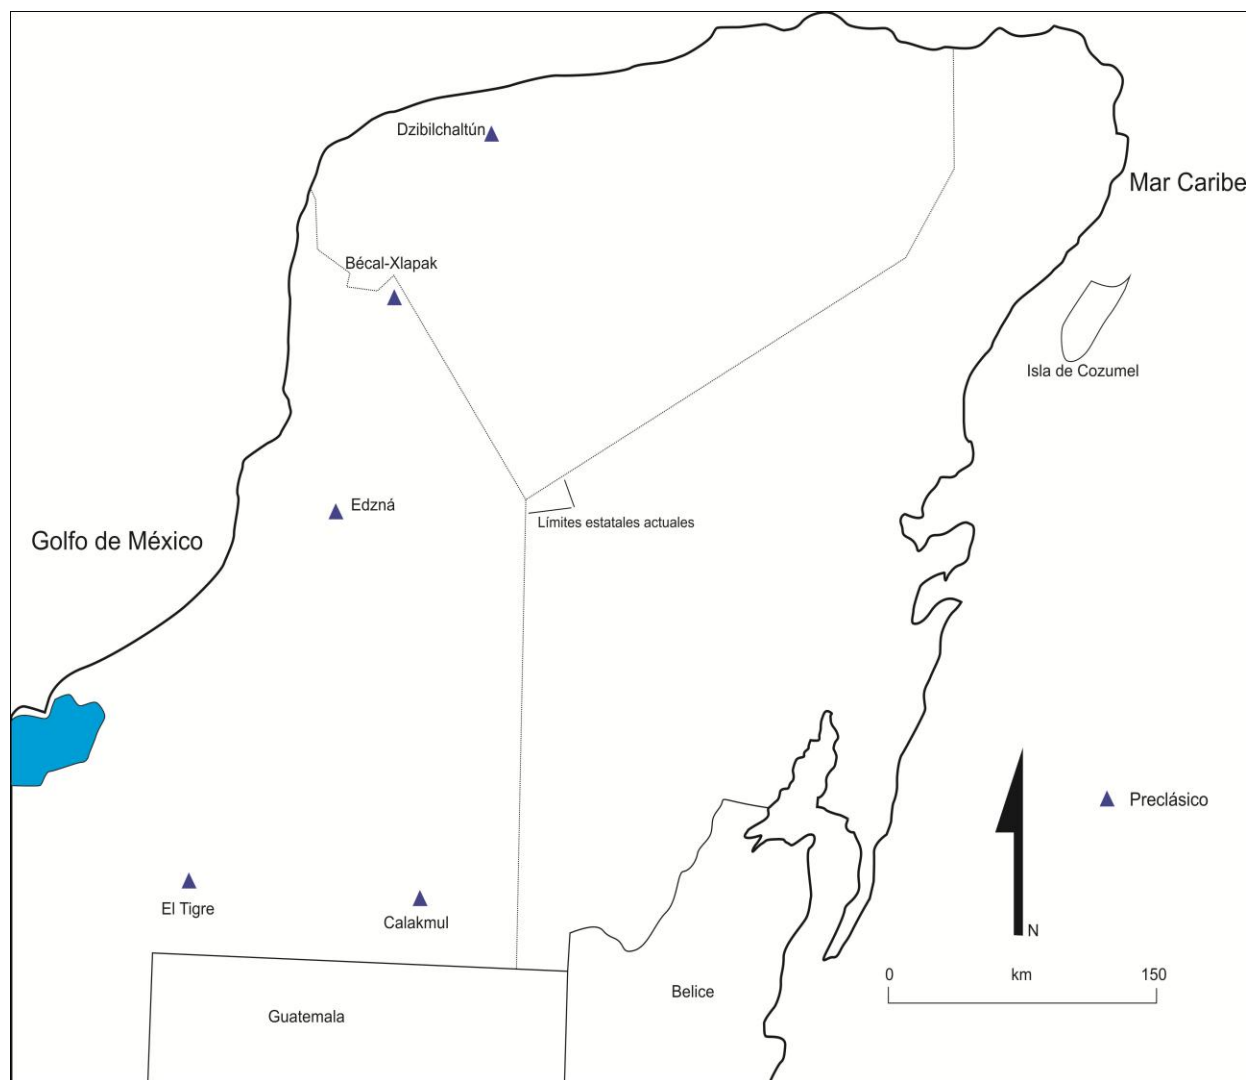 Dzibilchaltún
Mar Caribe
Bécal-Xlapak
Isla de Cozumel
Edzná
Límites estatales actuales
Golfo de México
Preclásico
El Tigre
Calakmul
N
0 km 150
Belice
Guatemala